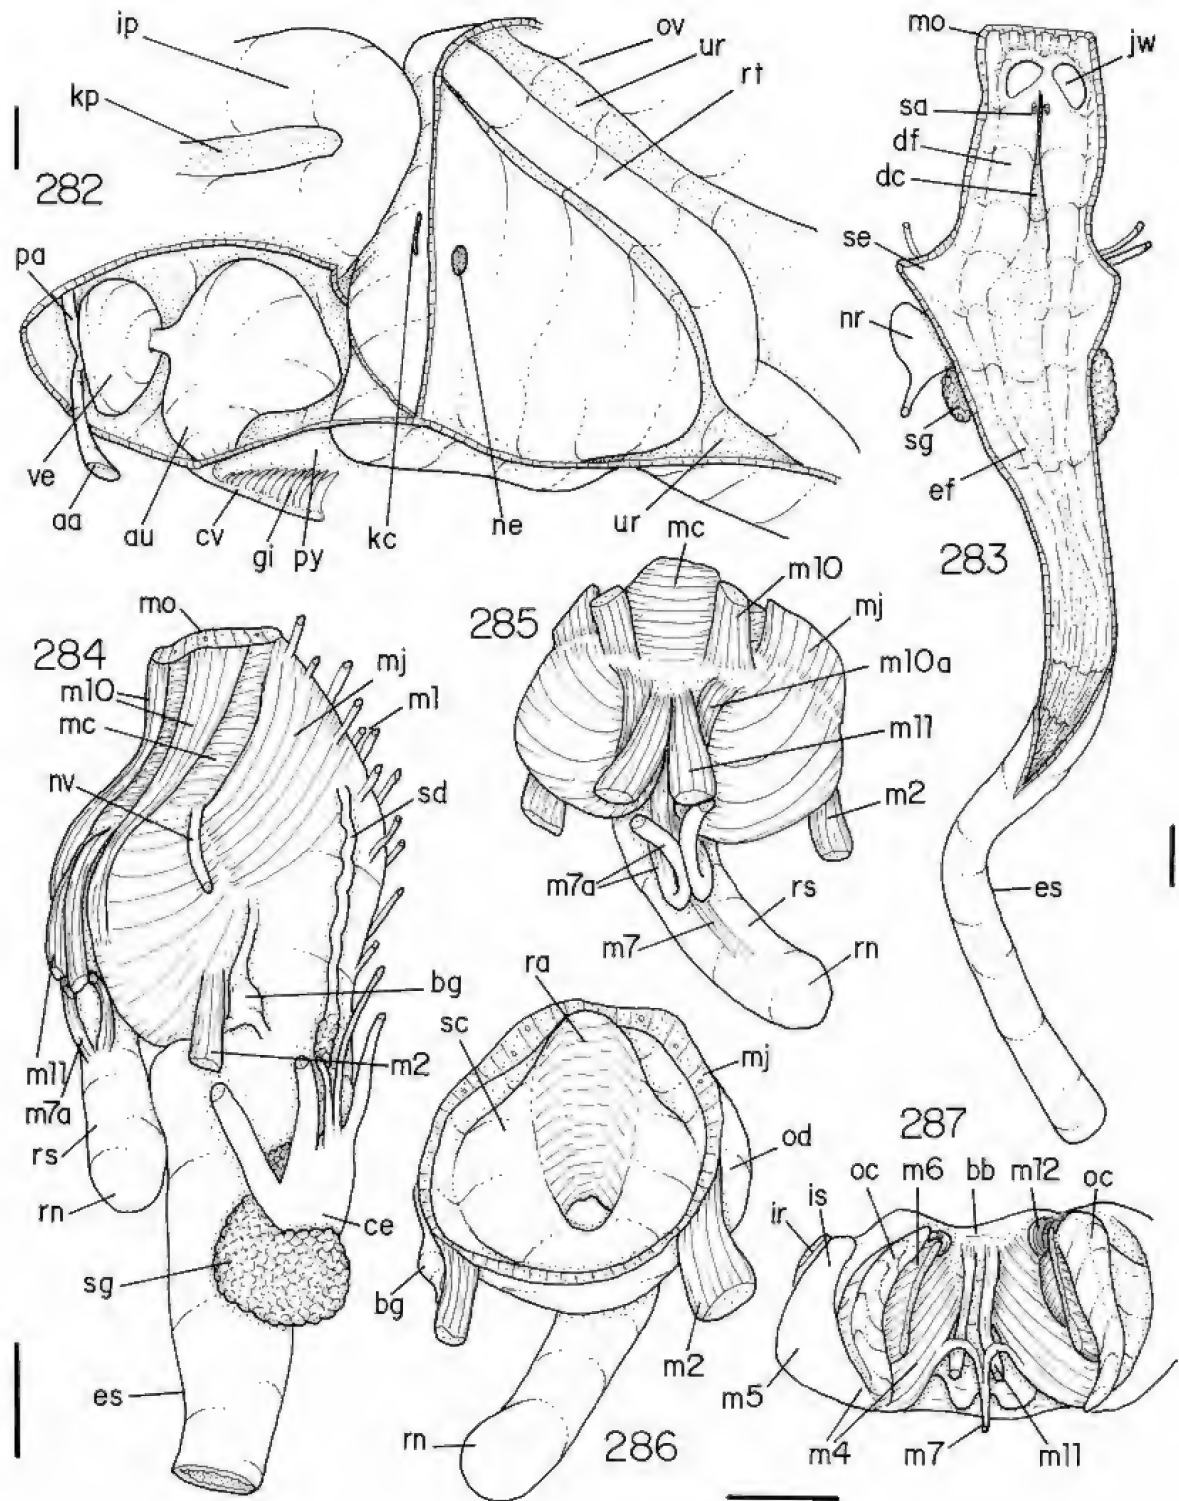 ip
kp
282
pa
ve
aa
au
cv
gi
py
kc
ne
ur
ov
ur
rt
mo
jw
sa
df
dc
se
nr
sg
ef
283
es
284
mo
m10
mc
nv
mj
m1
sd
bg
m2
m11
m7a
rs
rn
sg
ce
es
285
mc
m10
mj
m10a
m11
m2
m7a
m7
rs
rn
ra
sc
mj
od
bg
m2
rn
286
287
ir
is
oc
m6
bb
m12
oc
m5
m4
m7
m11